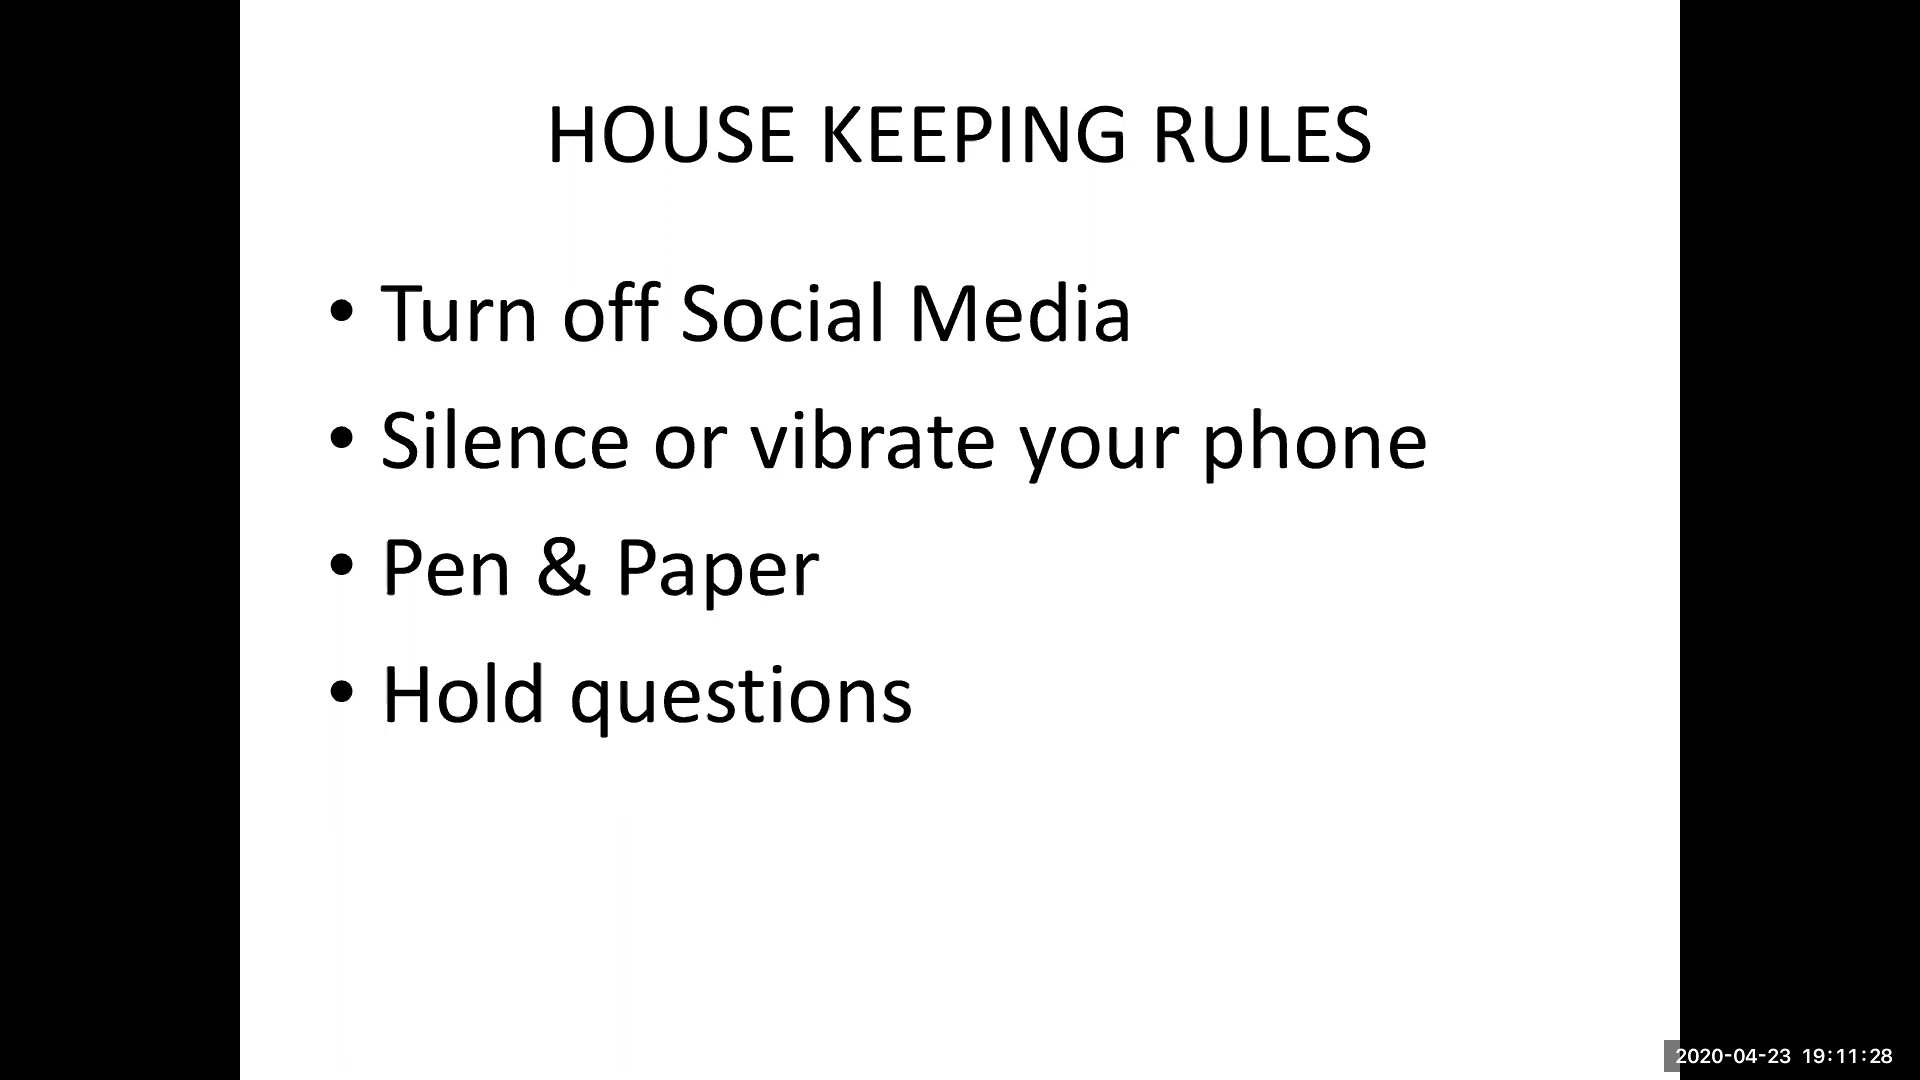 HOUSE KEEPING RULES
• Turn off Social Media
• Silence or vibrate your phone
• Pen & Paper
• Hold questions
2020-04-23 19:11:28